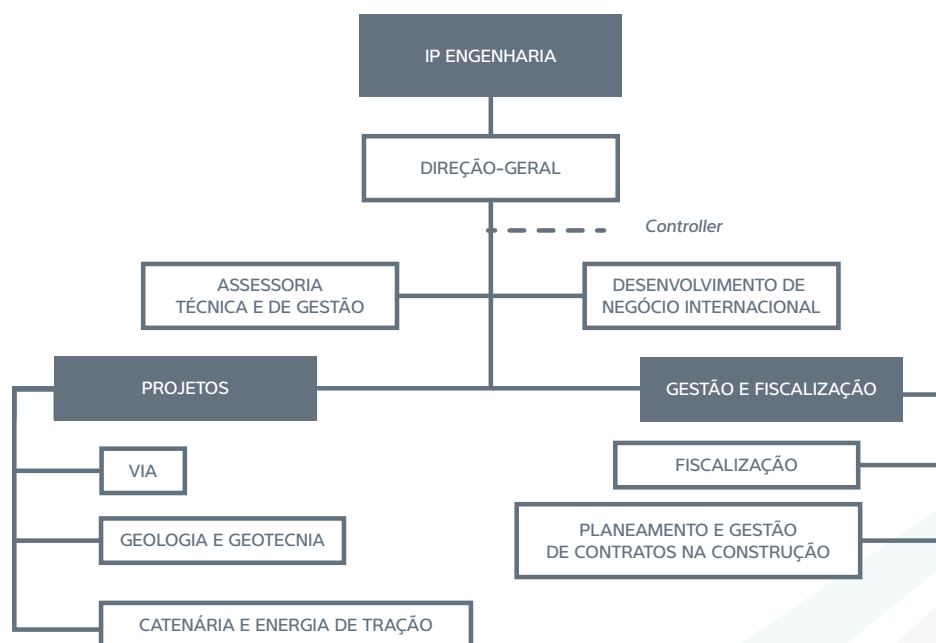 IP ENGENHARIA
DIREÇÃO-GERAL
Controller
ASSESSORIA
TÉCNICA E DE GESTÃO
DESENVOLVIMENTO DE
NEGÓCIO INTERNACIONAL
PROJETOS
GESTÃO E FISCALIZAÇÃO
VIA
FISCALIZAÇÃO
GEOLOGIA E GEOTECNIA
PLANEAMENTO E GESTÃO
DE CONTRATOS NA CONSTRUÇÃO
CATENÁRIA E ENERGIA DE TRAÇÃO